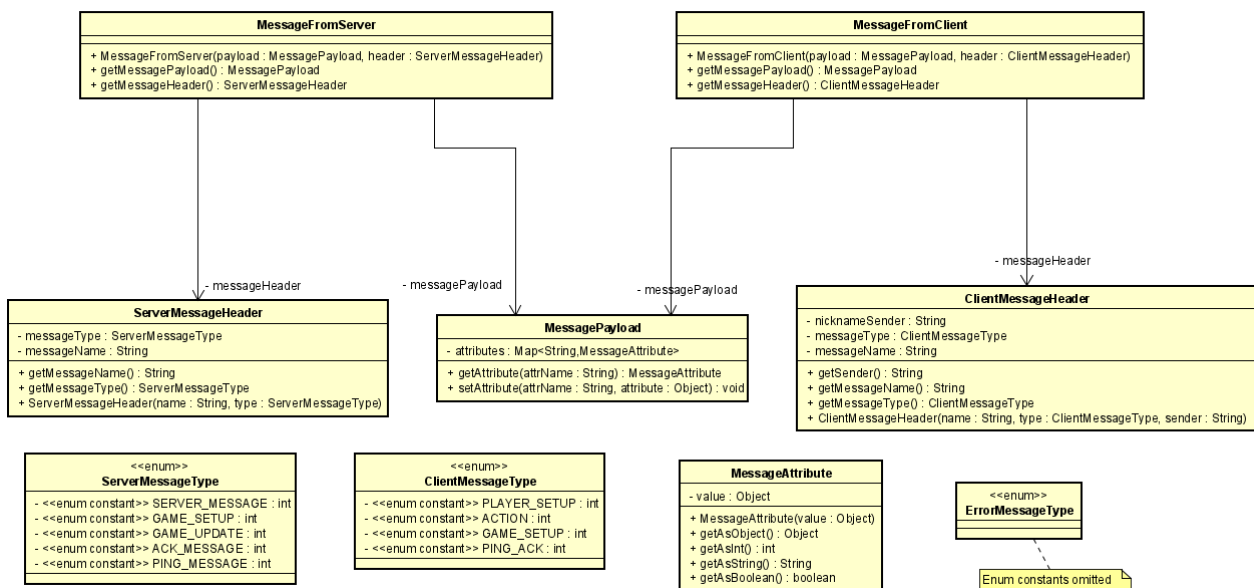 MessageFromServer
+ MessageFromServer(payload : MessagePayload, header : ServerMessageHeader)
+ getMessagePayload() : MessagePayload
+ getMessageHeader() : ServerMessageHeader
MessageFromClient
+ MessageFromClient(payload : MessagePayload, header : ClientMessageHeader)
+ getMessagePayload() : MessagePayload
+ getMessageHeader() : ClientMessageHeader
- messageHeader
- messagePayload
- messagePayload
- messageHeader
ServerMessageHeader
- messageType : ServerMessageType
- messageName : String
+ getMessageName() : String
+ getMessageType() : ServerMessageType
+ ServerMessageHeader(name : String, type : ServerMessageType)
MessagePayload
- attributes : Map<String,MessageAttribute>
+ getAttribute(attrName : String) : MessageAttribute
+ setAttribute(attrName : String, attribute : Object) : void
ClientMessageHeader
- nicknameSender : String
- messageType : ClientMessageType
- messageName : String
+ getSender() : String
+ getMessageName() : String
+ getMessageType() : ClientMessageType
+ ClientMessageHeader(name : String, type : ClientMessageType, sender : String)
<<enum>>
ServerMessageType
- <<enum constant>> SERVER_MESSAGE : int
- <<enum constant>> GAME_SETUP : int
- <<enum constant>> GAME_UPDATE : int
- <<enum constant>> ACK_MESSAGE : int
- <<enum constant>> PING_MESSAGE : int
<<enum>>
ClientMessageType
- <<enum constant>> PLAYER_SETUP : int
- <<enum constant>> ACTION : int
- <<enum constant>> GAME_SETUP : int
- <<enum constant>> PING_ACK : int
MessageAttribute
- value : Object
+ MessageAttribute(value : Object)
+ getAsObject() : Object
+ getAsInt() : int
+ getAsString() : String
+ getAsBoolean() : boolean
<<enum>>
ErrorMessageType
Enum constants omitted